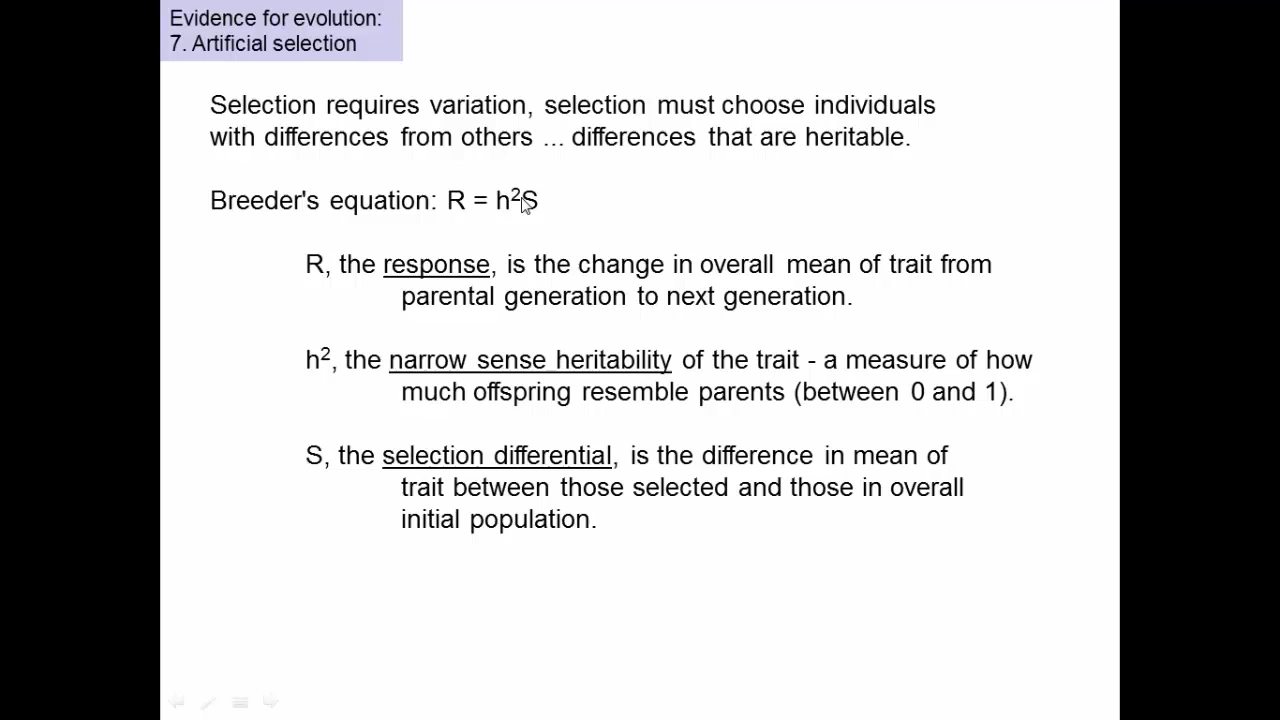 Evidence for evolution:
7. Artificial selection
Selection requires variation, selection must choose individuals
with differences from others ... differences that are heritable.
Breeder's equation: R = h²S
R, the response, is the change in overall mean of trait from
parental generation to next generation.
h², the narrow sense heritability of the trait - a measure of how
much offspring resemble parents (between 0 and 1).
S, the selection differential, is the difference in mean of
trait between those selected and those in overall
initial population.